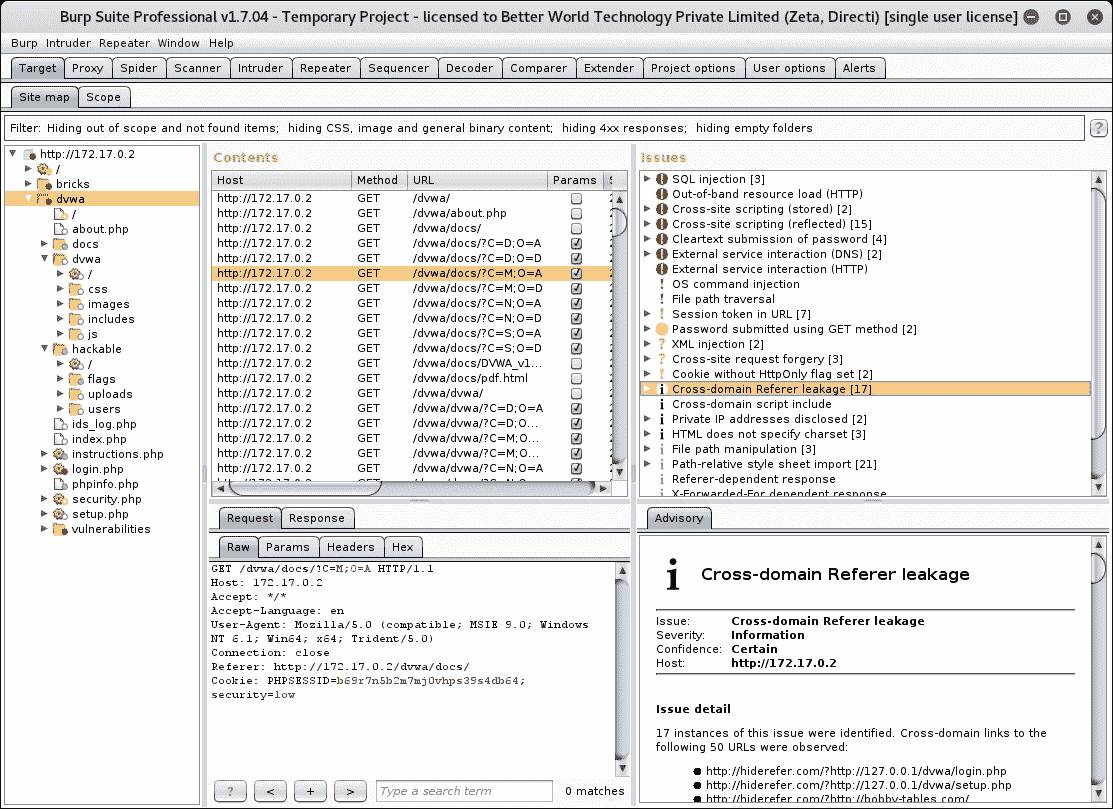 Burp Suite Professional v1.7.04 - Temporary Project - licensed to Better World Technology Private Limited (Zeta, Directi) [single user license]
Burp Intruder Repeater Window Help
Target Proxy Spider Scanner Intruder Repeater Sequencer Decoder Comparer Extender Project options User options Alerts
Site map Scope
Filter: Hiding out of scope and not found items; hiding CSS, image and general binary content; hiding 4xx responses; hiding empty folders
?
http://172.17.0.2
/
bricks
dvwa
/
about.php
docs
dvwa
/
css
images
includes
js
hackable
/
flags
uploads
users
ids_log.php
index.php
instructions.php
login.php
phpinfo.php
security.php
setup.php
vulnerabilities
Contents
Host Method URL Params
http://172.17.0.2 GET /dvwa/
http://172.17.0.2 GET /dvwa/about.php
http://172.17.0.2 GET /dvwa/docs/
http://172.17.0.2 GET /dvwa/docs/?C=D;O=A
http://172.17.0.2 GET /dvwa/docs/?C=D;O=D
http://172.17.0.2 GET /dvwa/docs/?C=M;O=A
http://172.17.0.2 GET /dvwa/docs/?C=M;O=D
http://172.17.0.2 GET /dvwa/docs/?C=N;O=A
http://172.17.0.2 GET /dvwa/docs/?C=N;O=D
http://172.17.0.2 GET /dvwa/docs/?C=S;O=A
http://172.17.0.2 GET /dvwa/docs/?C=S;O=D
http://172.17.0.2 GET /dvwa/docs/DVWA_v1...
http://172.17.0.2 GET /dvwa/docs/pdf.html
http://172.17.0.2 GET /dvwa/dvwa/
http://172.17.0.2 GET /dvwa/dvwa/?C=D;O=A
http://172.17.0.2 GET /dvwa/dvwa/?C=D;O...
http://172.17.0.2 GET /dvwa/dvwa/?C=M;O...
http://172.17.0.2 GET /dvwa/dvwa/?C=M;O...
http://172.17.0.2 GET /dvwa/dvwa/?C=N;O=A
Issues
SQL injection [3]
Out-of-band resource load (HTTP)
Cross-site scripting (stored) [2]
Cross-site scripting (reflected) [15]
Cleartext submission of password [4]
External service interaction (DNS) [2]
External service interaction (HTTP)
OS command injection
File path traversal
Session token in URL [7]
Password submitted using GET method [2]
XML injection [2]
Cross-site request forgery [3]
Cookie without HttpOnly flag set [2]
Cross-domain Referer leakage [17]
Cross-domain script include
Private IP addresses disclosed [2]
HTML does not specify charset [3]
File path manipulation [3]
Path-relative style sheet import [21]
Referer-dependent response
X-Forwarded-For dependent response
Request Response
Raw Params Headers Hex
GET /dvwa/docs/?C=M;O=A HTTP/1.1
Host: 172.17.0.2
Accept: */*
Accept-Language: en
User-Agent: Mozilla/5.0 (compatible; MSIE 9.0; Windows
NT 6.1; Win64; x64; Trident/5.0)
Connection: close
Referer: http://172.17.0.2/dvwa/docs/
Cookie: PHPSESSID=b69r7n5b2m7mj0vhps39s4db64;
security=low
? < + > Type a search term 0 matches
Advisory
i Cross-domain Referer leakage
Issue: Cross-domain Referer leakage
Severity: Information
Confidence: Certain
Host: http://172.17.0.2
Issue detail
17 instances of this issue were identified. Cross-domain links to the
following 50 URLs were observed:
http://hiderefer.com/?http://127.0.0.1/dvwa/login.php
http://hiderefer.com/?http://127.0.0.1/dvwa/setup.php
http://hiderefer.com/?http://bobby-tables.com/